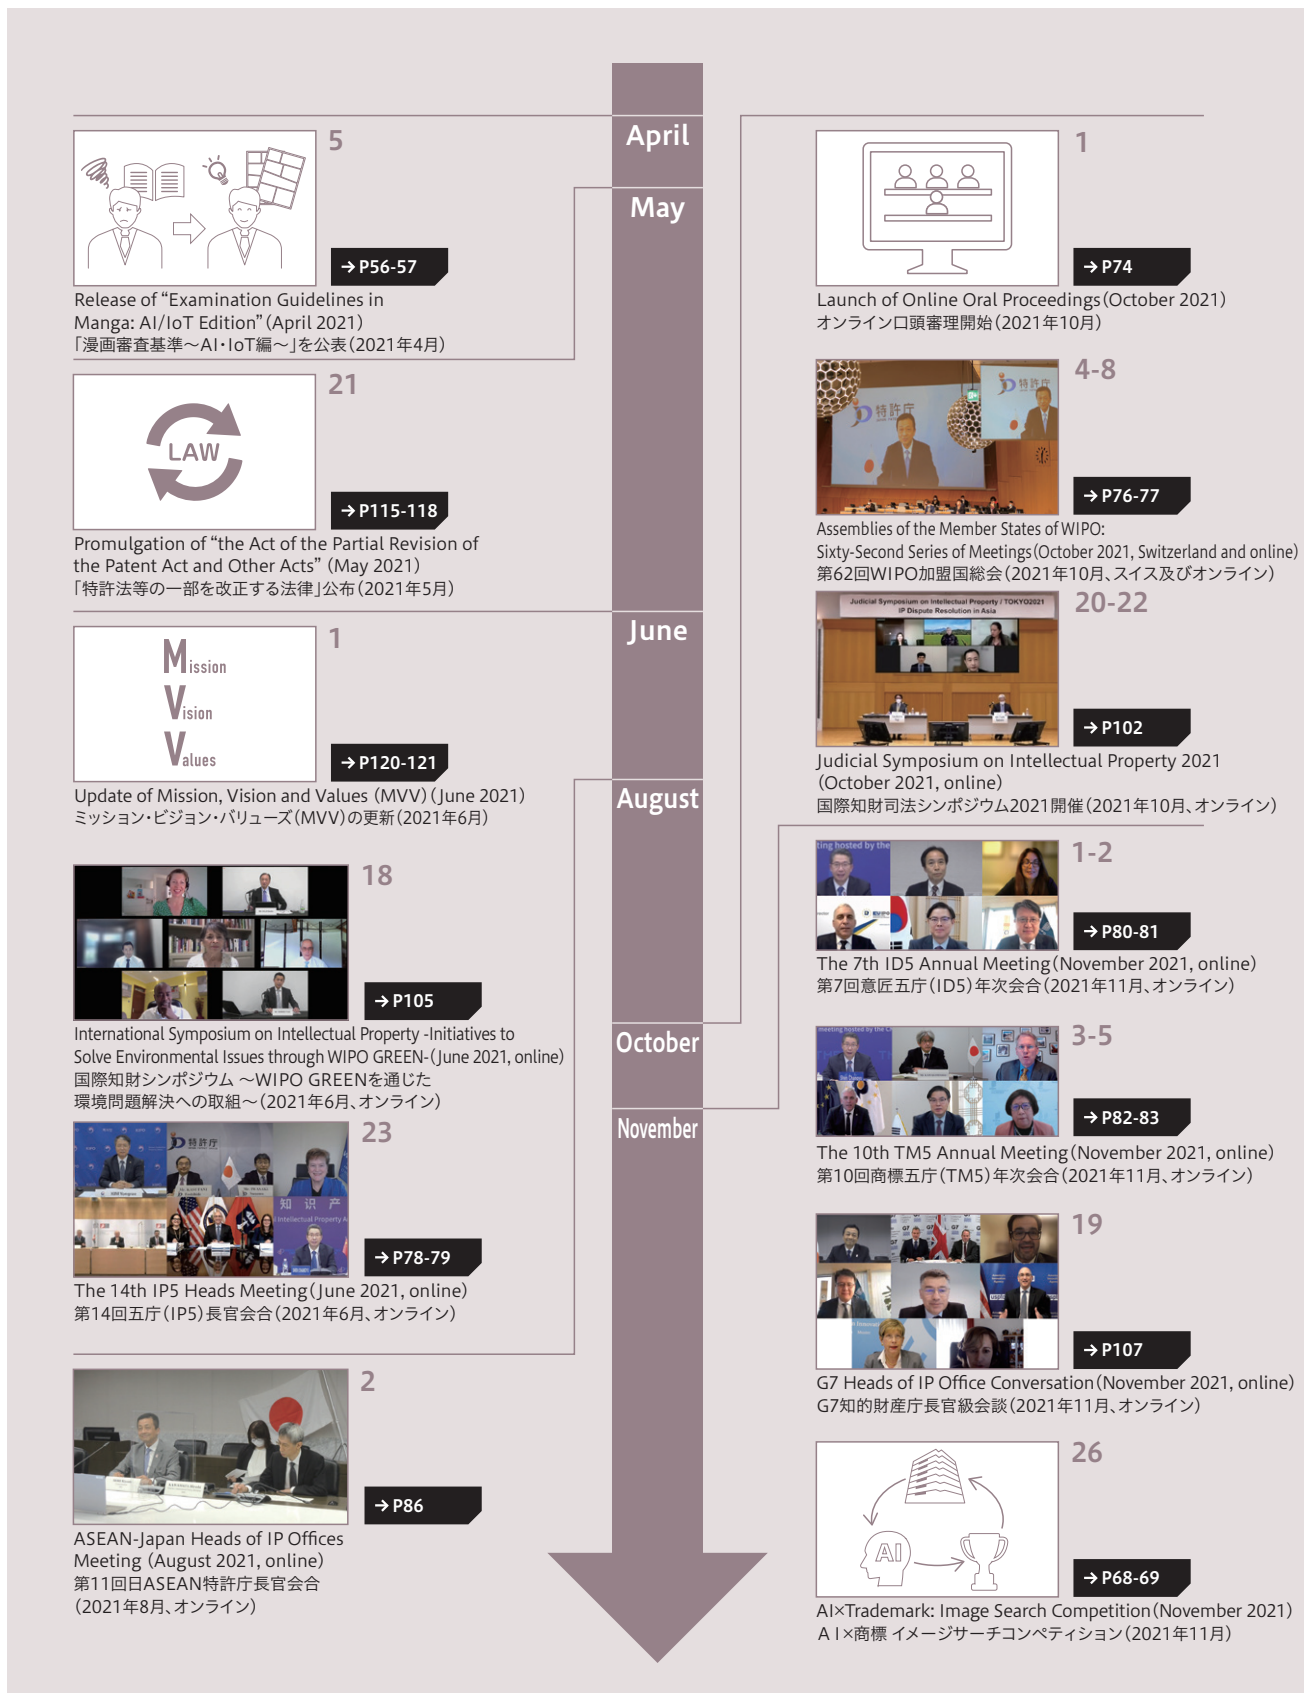 April
5
→P56-57
Release of “Examination Guidelines in
Manga: AI/IoT Edition” (April 2021)
「漫画審査基準～AI・IoT編～」を公表（2021年4月）
May
21
LAW
→P115-118
Promulgation of “the Act of the Partial Revision of
the Patent Act and Other Acts” (May 2021)
「特許法等の一部を改正する法律」公布（2021年5月）
June
1
Mission
Vision
Values
→P120-121
Update of Mission, Vision and Values (MVV) (June 2021)
ミッション・ビジョン・バリューズ（MVV）の更新（2021年6月）
18
→P105
International Symposium on Intellectual Property -Initiatives to
Solve Environmental Issues through WIPO GREEN- (June 2021, online)
国際知財シンポジウム ～WIPO GREENを通じた
環境問題解決への取組～（2021年6月、オンライン）
23
特許庁
知 识 产
Intellectual Property
→P78-79
The 14th IP5 Heads Meeting (June 2021, online)
第14回五庁（IP5）長官会合（2021年6月、オンライン）
August
2
→P86
ASEAN-Japan Heads of IP Offices
Meeting (August 2021, online)
第11回日ASEAN特許庁長官会合
（2021年8月、オンライン）
October
1
→P74
Launch of Online Oral Proceedings (October 2021)
オンライン口頭審理開始（2021年10月）
4-8
特許庁
特許庁
→P76-77
Assemblies of the Member States of WIPO:
Sixty-Second Series of Meetings (October 2021, Switzerland and online)
第62回WIPO加盟国総会（2021年10月、スイス及びオンライン）
20-22
Judicial Symposium on Intellectual Property / TOKYO2021
IP Dispute Resolution in Asia
→P102
Judicial Symposium on Intellectual Property 2021
(October 2021, online)
国際知財司法シンポジウム2021開催（2021年10月、オンライン）
November
1-2
ting hosted by the
→P80-81
The 7th ID5 Annual Meeting (November 2021, online)
第7回意匠五庁（ID5）年次会合（2021年11月、オンライン）
3-5
meeting hosted by the C
→P82-83
The 10th TM5 Annual Meeting (November 2021, online)
第10回商標五庁（TM5）年次会合（2021年11月、オンライン）
19
→P107
G7 Heads of IP Office Conversation (November 2021, online)
G7知的財産庁長官級会談（2021年11月、オンライン）
26
AI
→P68-69
AI×Trademark: Image Search Competition (November 2021)
ＡＩ×商標 イメージサーチコンペティション（2021年11月）